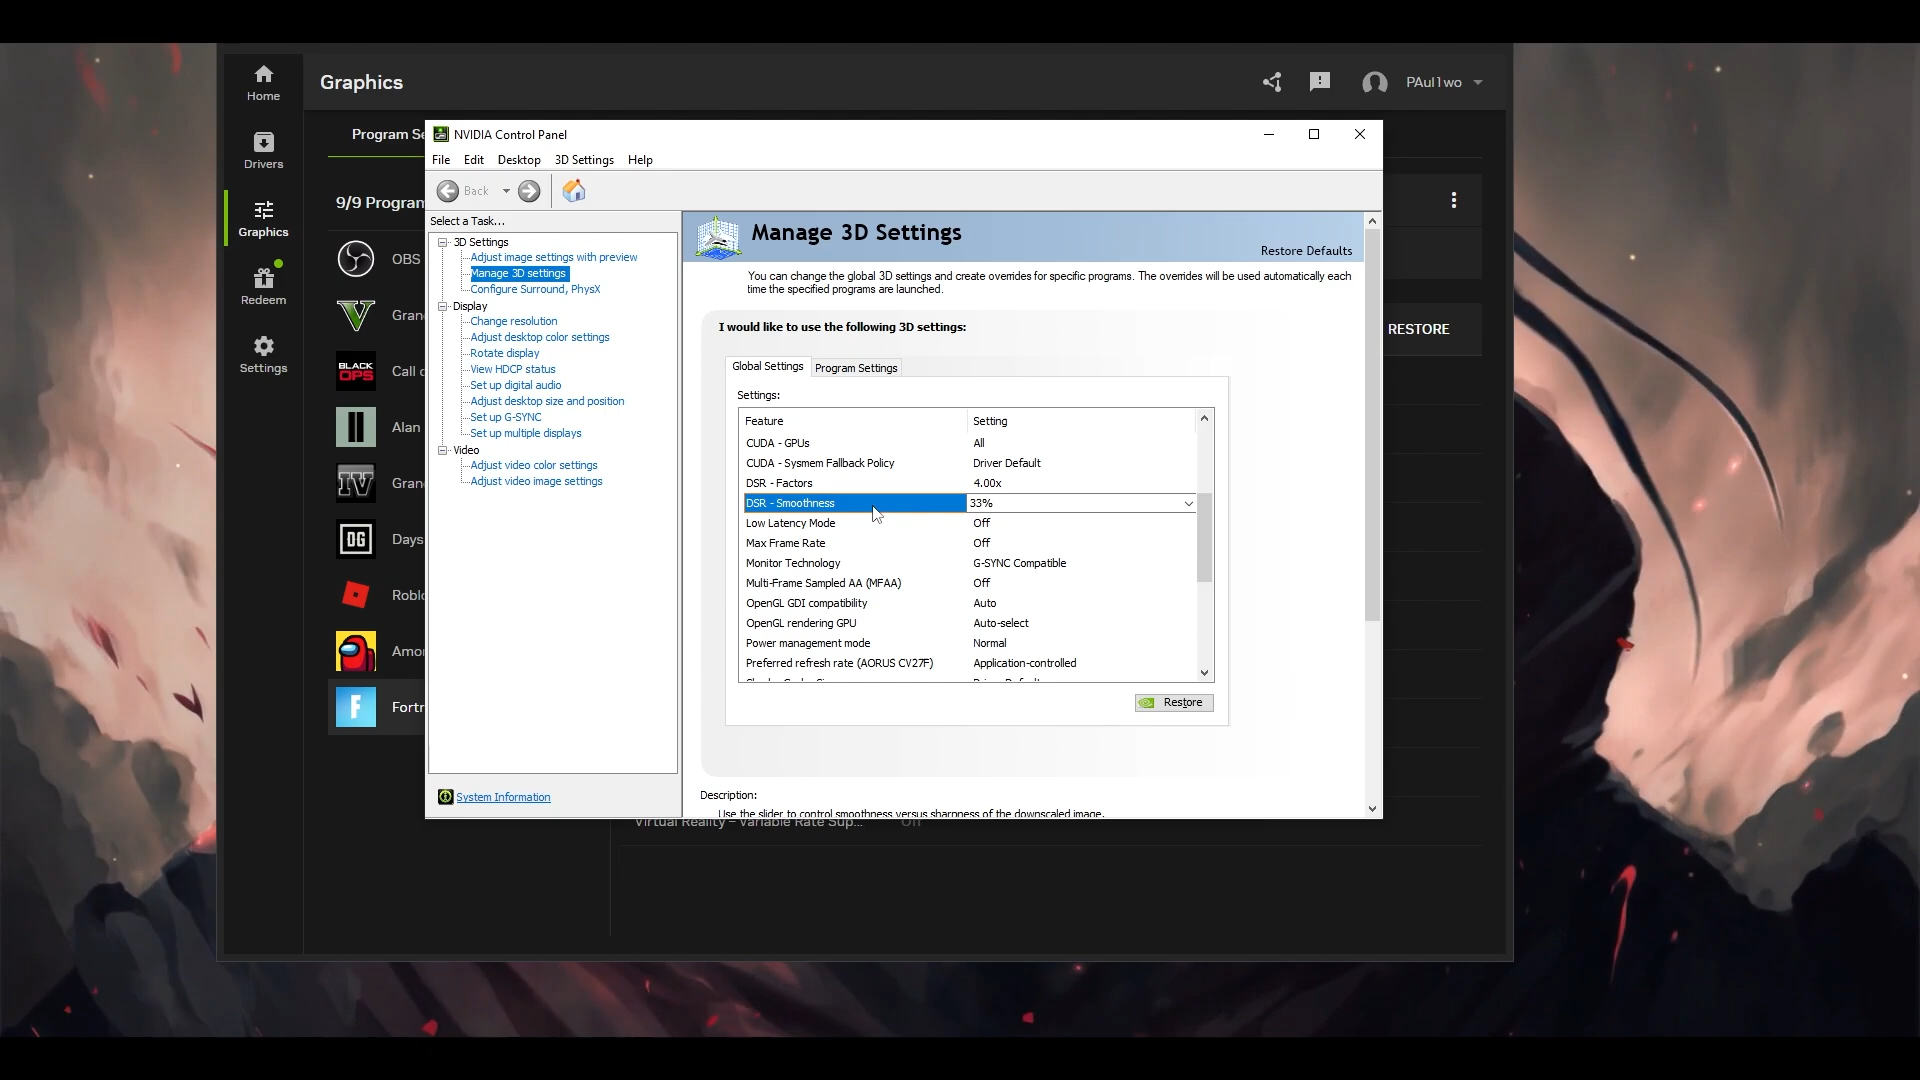 Graphics
PAul1wo
Home
Drivers
Graphics
Redeem
Settings
Program Se
9/9 Program
OBS
V
Gran
BLACK
OPS
Call c
Alan
IV
Gran
DG
Days
Roblo
Amo
F
Fortr
RESTORE
NVIDIA Control Panel
File Edit Desktop 3D Settings Help
Back
Select a Task...
3D Settings
Adjust image settings with preview
Manage 3D settings
Configure Surround, PhysX
Display
Change resolution
Adjust desktop color settings
Rotate display
View HDCP status
Set up digital audio
Adjust desktop size and position
Set up G-SYNC
Set up multiple displays
Video
Adjust video color settings
Adjust video image settings
System Information
Manage 3D Settings
Restore Defaults
You can change the global 3D settings and create overrides for specific programs. The overrides will be used automatically each
time the specified programs are launched.
I would like to use the following 3D settings:
Global Settings Program Settings
Settings:
Feature Setting
CUDA - GPUs All
CUDA - Sysmem Fallback Policy Driver Default
DSR - Factors 4.00x
DSR - Smoothness 33%
Low Latency Mode Off
Max Frame Rate Off
Monitor Technology G-SYNC Compatible
Multi-Frame Sampled AA (MFAA) Off
OpenGL GDI compatibility Auto
OpenGL rendering GPU Auto-select
Power management mode Normal
Preferred refresh rate (AORUS CV27F) Application-controlled
Restore
Description:
Use the slider to control smoothness versus sharpness of the downscaled image.
Virtual Reality – Variable Rate Sup... Off